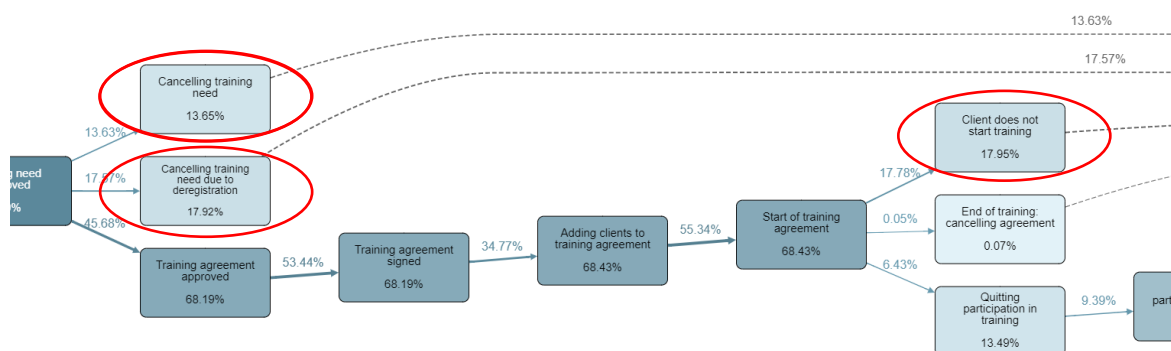 13.63%
17.57%
Cancelling training
need
13.65%
13.63%
need
17.57%
Cancelling training
need due to
deregistration
17.92%
45.68%
Training agreement
approved
68.19%
53.44%
Training agreement
signed
68.19%
34.77%
Adding clients to
training agreement
68.43%
55.34%
Start of training
agreement
68.43%
17.78%
Client does not
start training
17.95%
0.05%
End of training:
cancelling agreement
0.07%
6.43%
Quitting
participation in
training
13.49%
9.39%
part